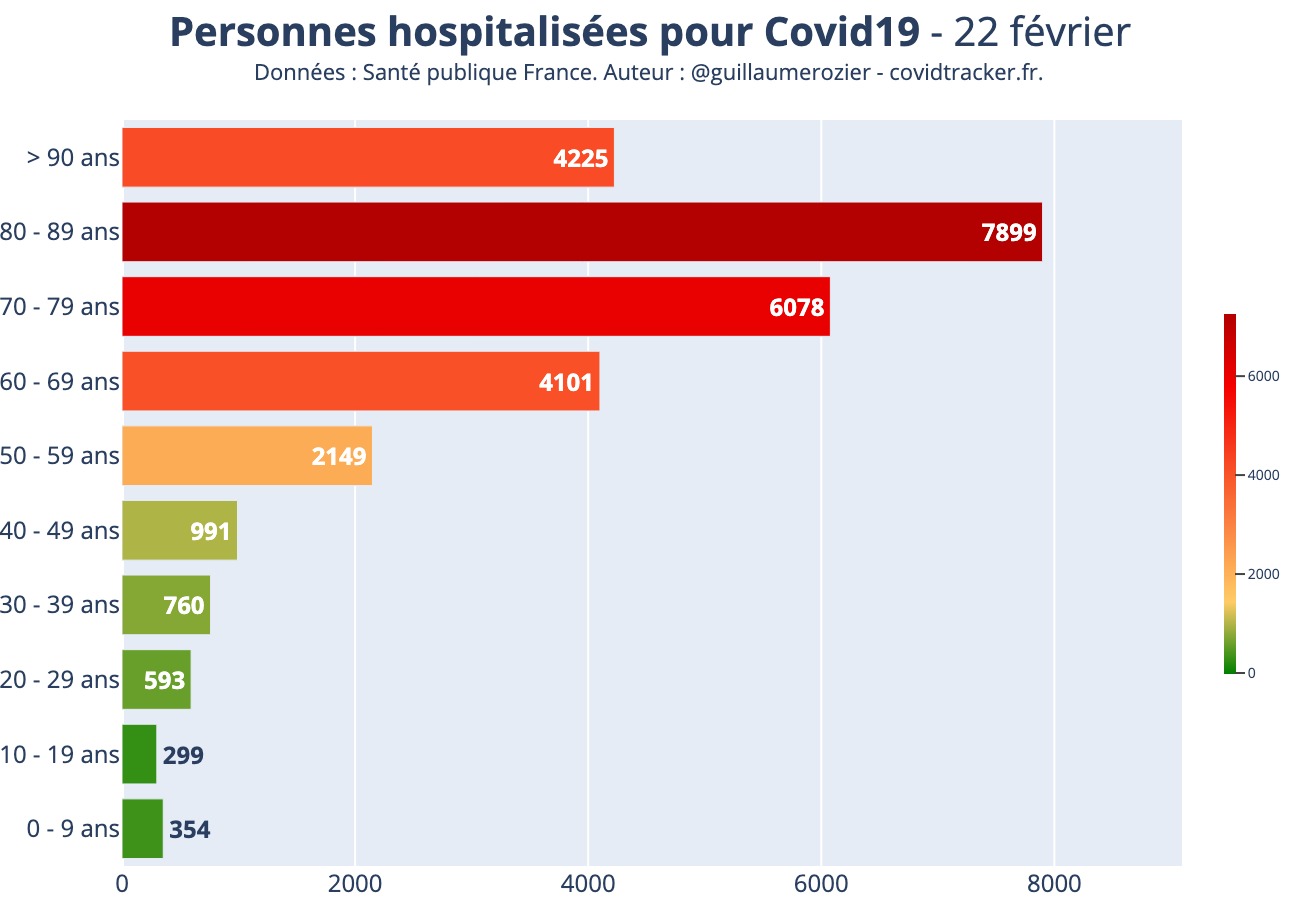 Personnes hospitalisées pour Covid19 - 22 février
Données : Santé publique France. Auteur : @guillaumerozier - covidtracker.fr.
> 90 ans 4225
80 - 89 ans 7899
70 - 79 ans 6078
60 - 69 ans 4101
50 - 59 ans 2149
40 - 49 ans 991
30 - 39 ans 760
20 - 29 ans 593
10 - 19 ans 299
0 - 9 ans 354
0 2000 4000 6000 8000
6000
4000
2000
0